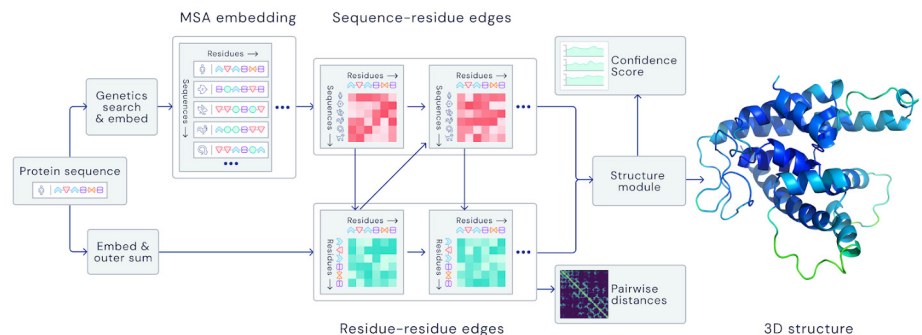 MSA embedding
Sequence–residue edges
Residues
Sequences
Genetics
search
& embed
Protein sequence
Embed &
outer sum
Residues
Residues
Sequences
Sequences
Residues
Residues
Residues
Residues
Confidence
Score
Structure
module
Pairwise
distances
Residue–residue edges
3D structure